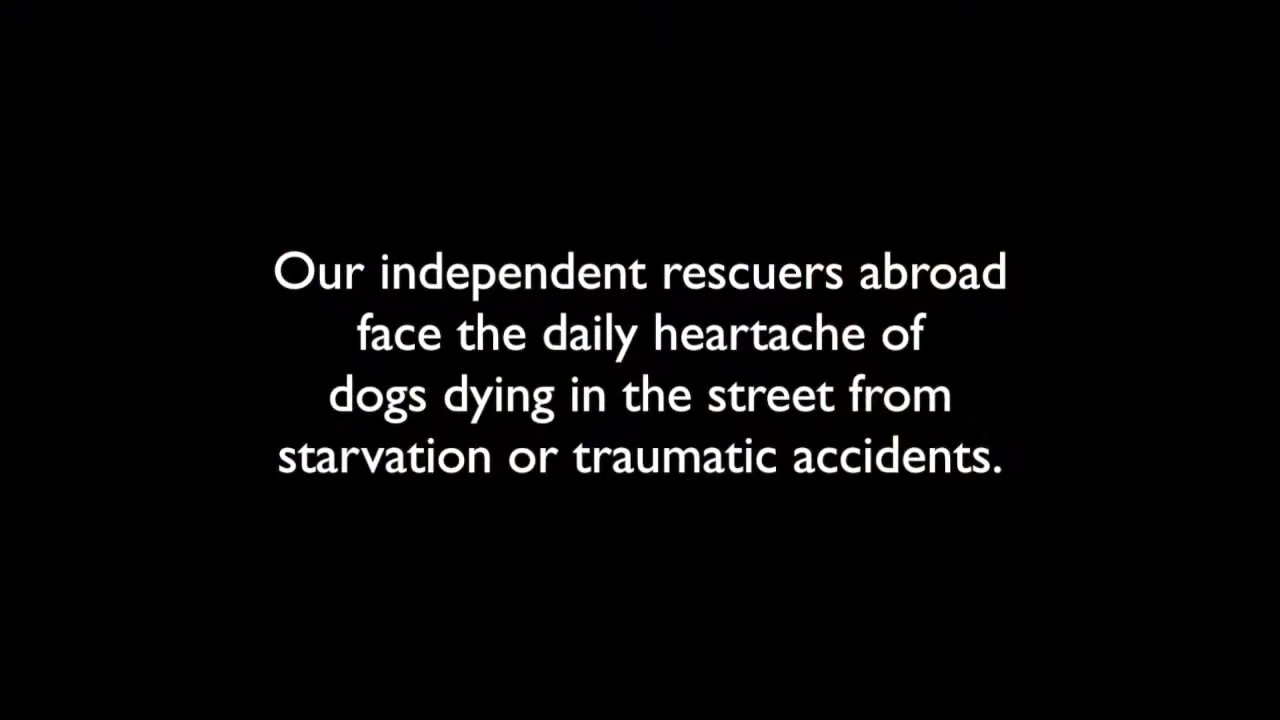 Our independent rescuers abroad
face the daily heartache of
dogs dying in the street from
starvation or traumatic accidents.